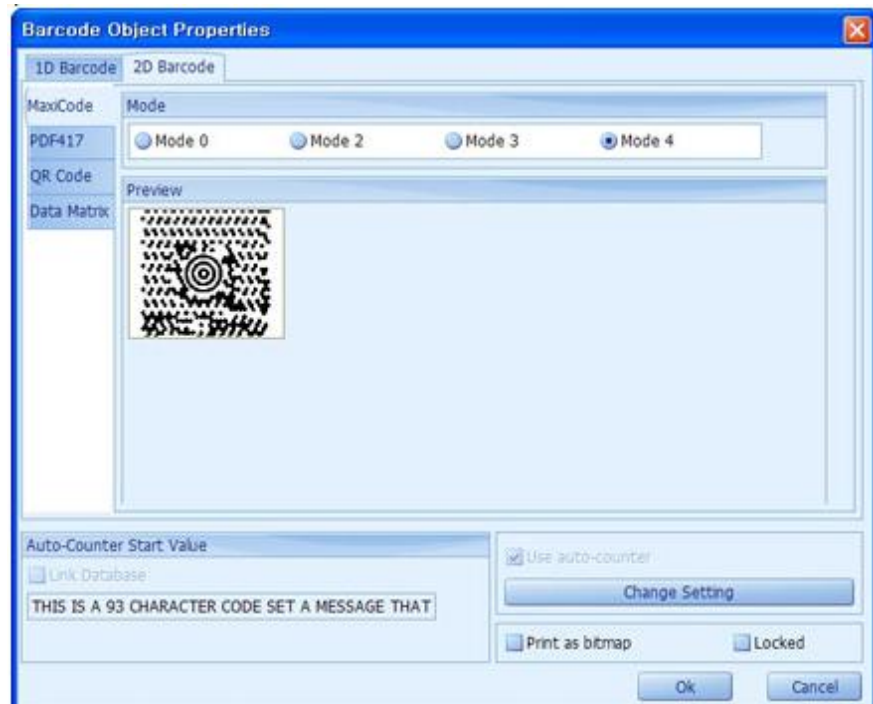 Barcode Object Properties
1D Barcode 2D Barcode
MaxiCode
PDF417
QR Code
Data Matrix
Mode
Mode 0 Mode 2 Mode 3 Mode 4
Preview
Auto-Counter Start Value
Link Database
THIS IS A 93 CHARACTER CODE SET A MESSAGE THAT
Use auto-counter
Change Setting
Print as bitmap Locked
Ok Cancel